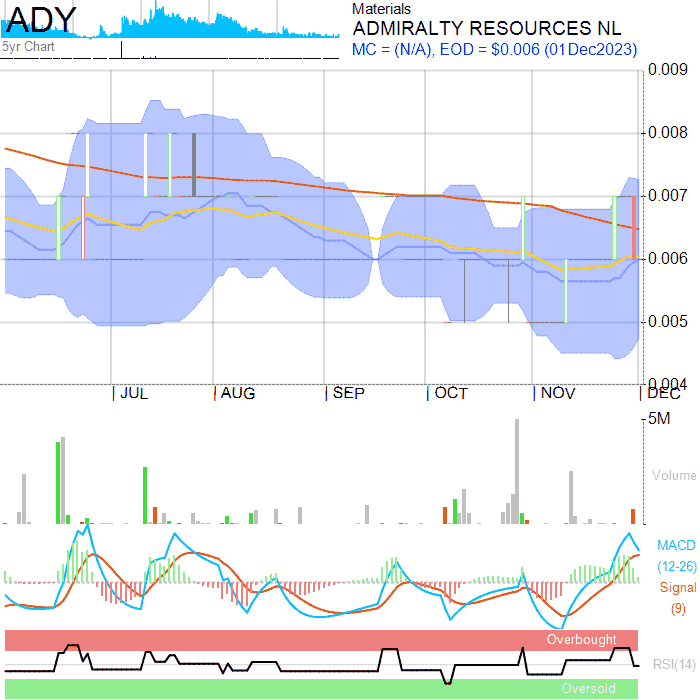 ADY
5yr Chart
Materials
ADMIRALTY RESOURCES NL
MC = (N/A), EOD = $0.006 (01Dec2023)
0.009
0.008
0.007
0.006
0.005
0.004
JUL AUG SEP OCT NOV DEC
5M
Volume
MACD
(12-26)
Signal
(9)
Overbought
RSI(14)
Oversold